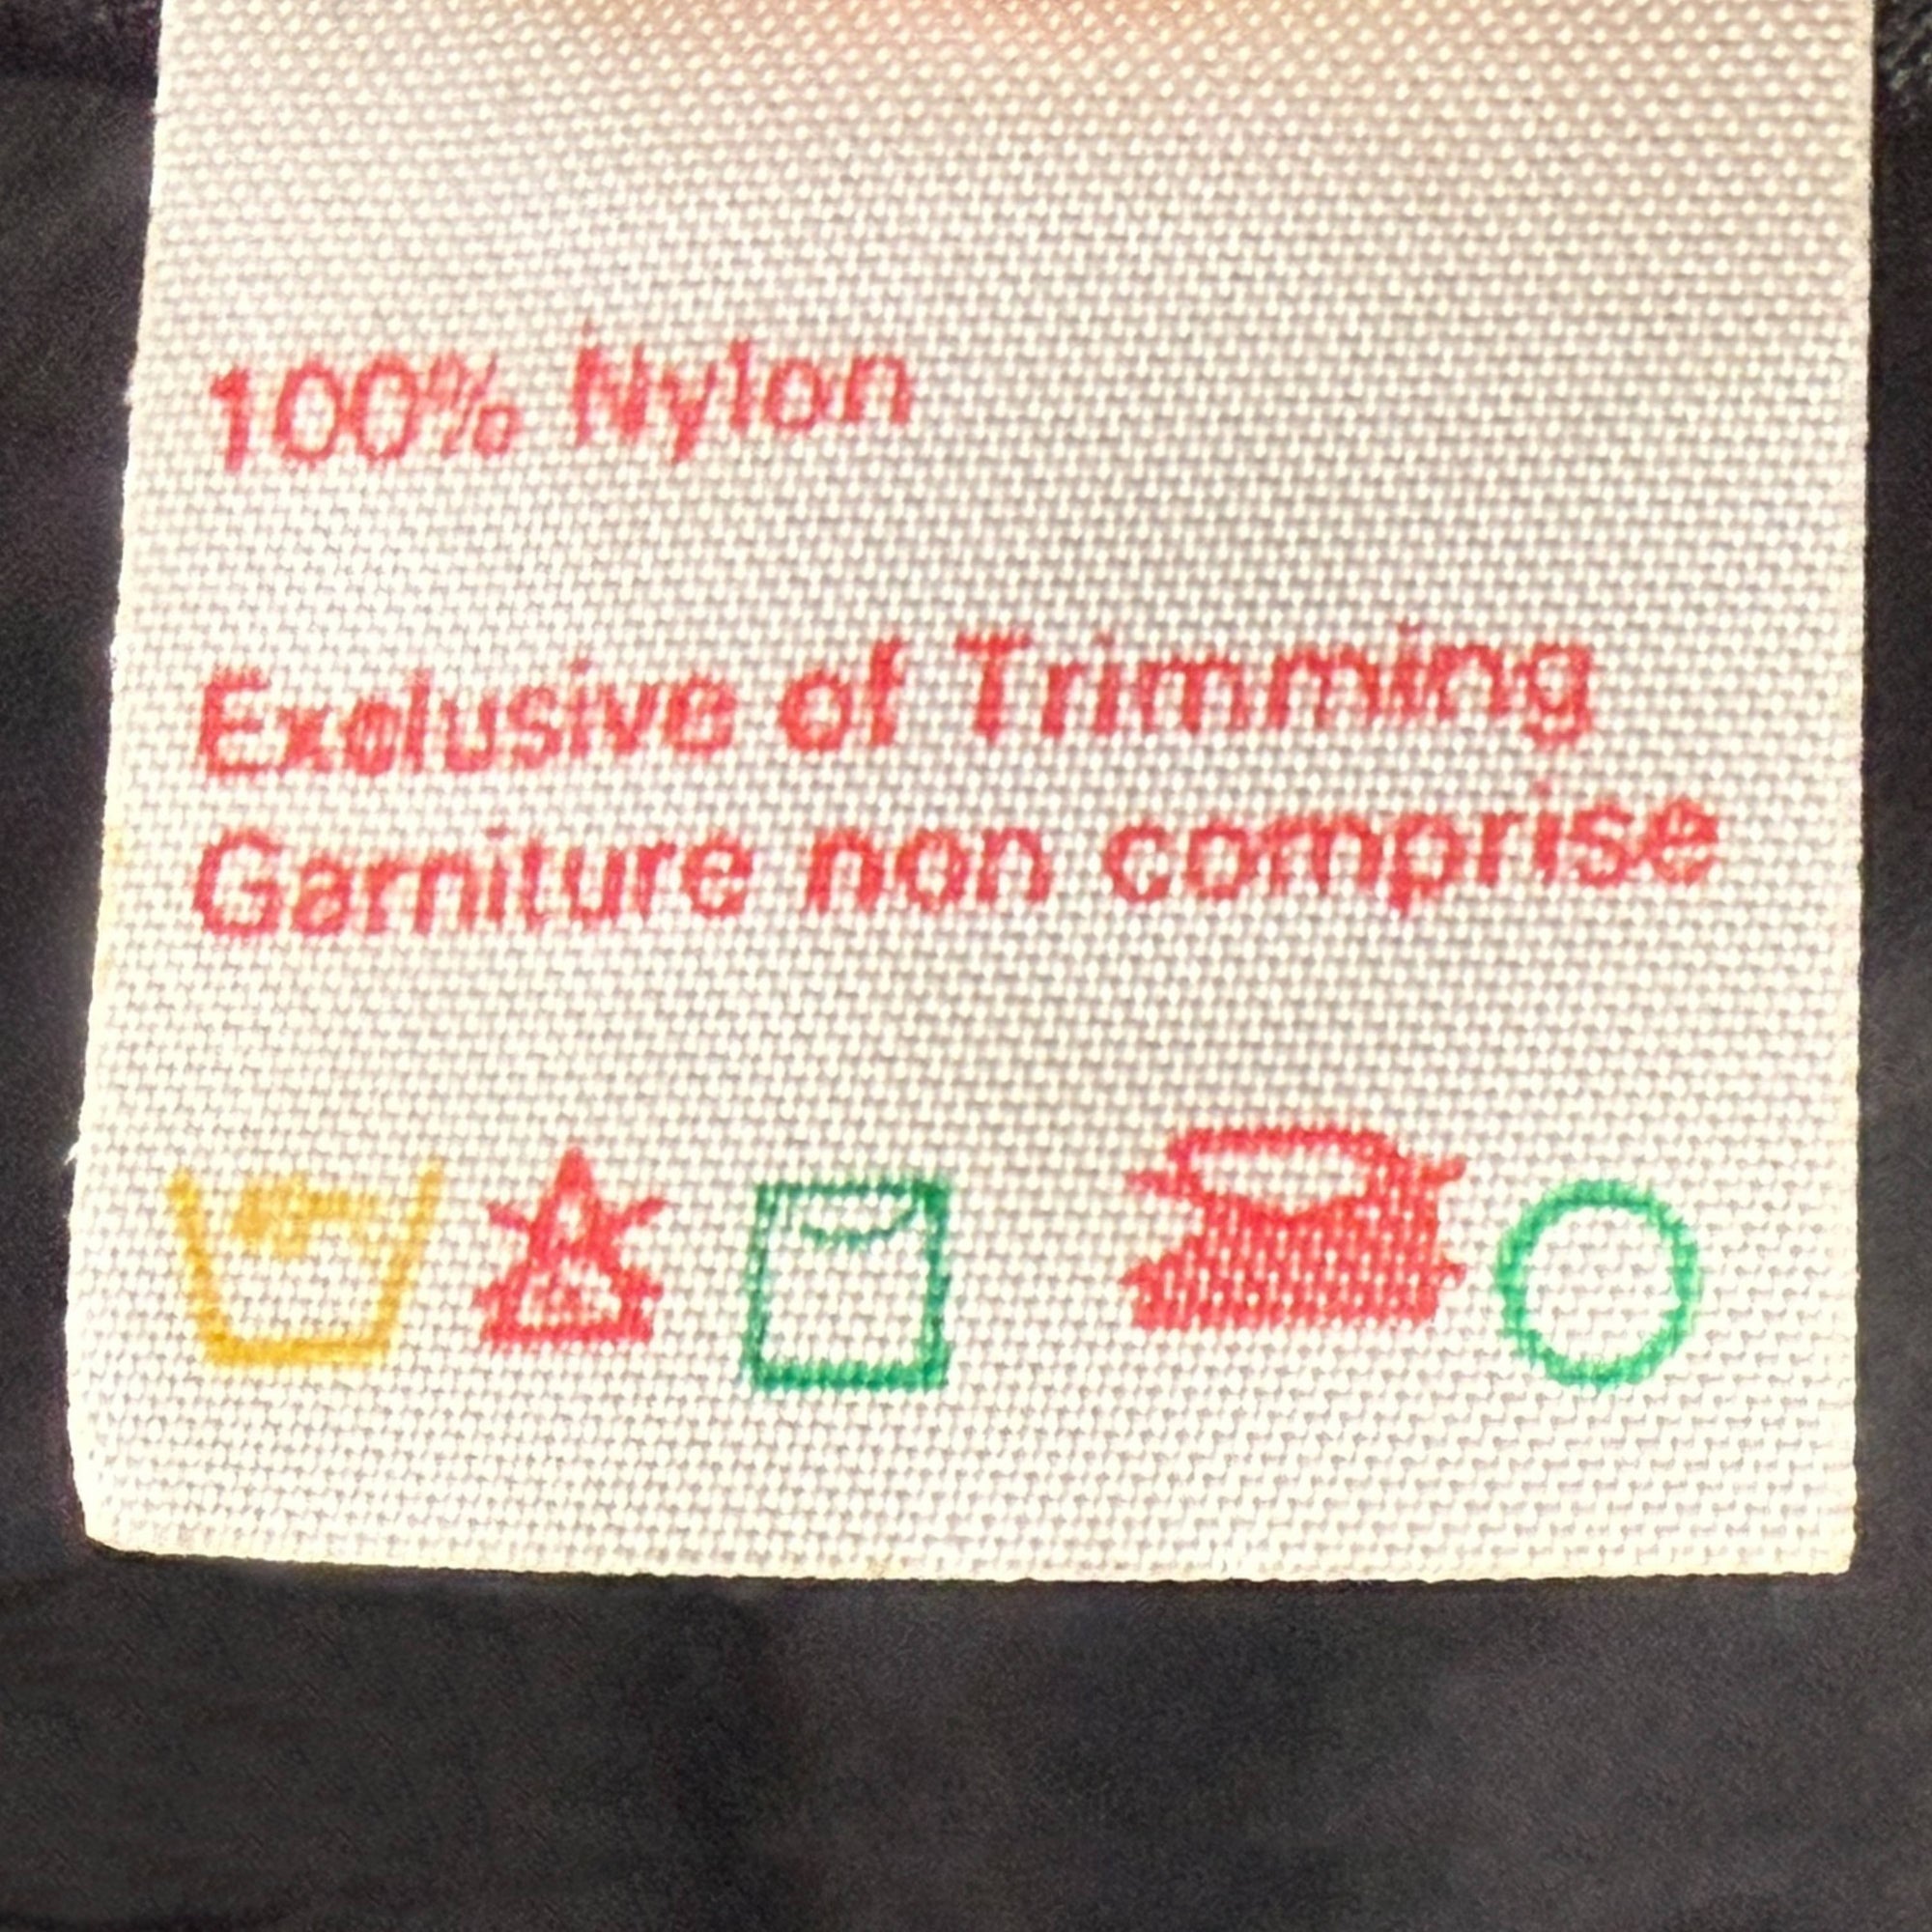 100% Nylon
Exclusive of Trimming
Garniture non comprise